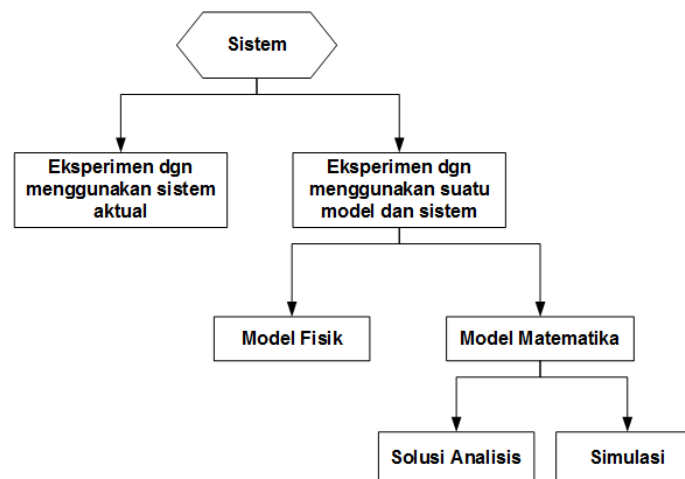 Sistem
Eksperimen dgn
menggunakan sistem
aktual
Eksperimen dgn
menggunakan suatu
model dan sistem
Model Fisik
Model Matematika
Solusi Analisis
Simulasi